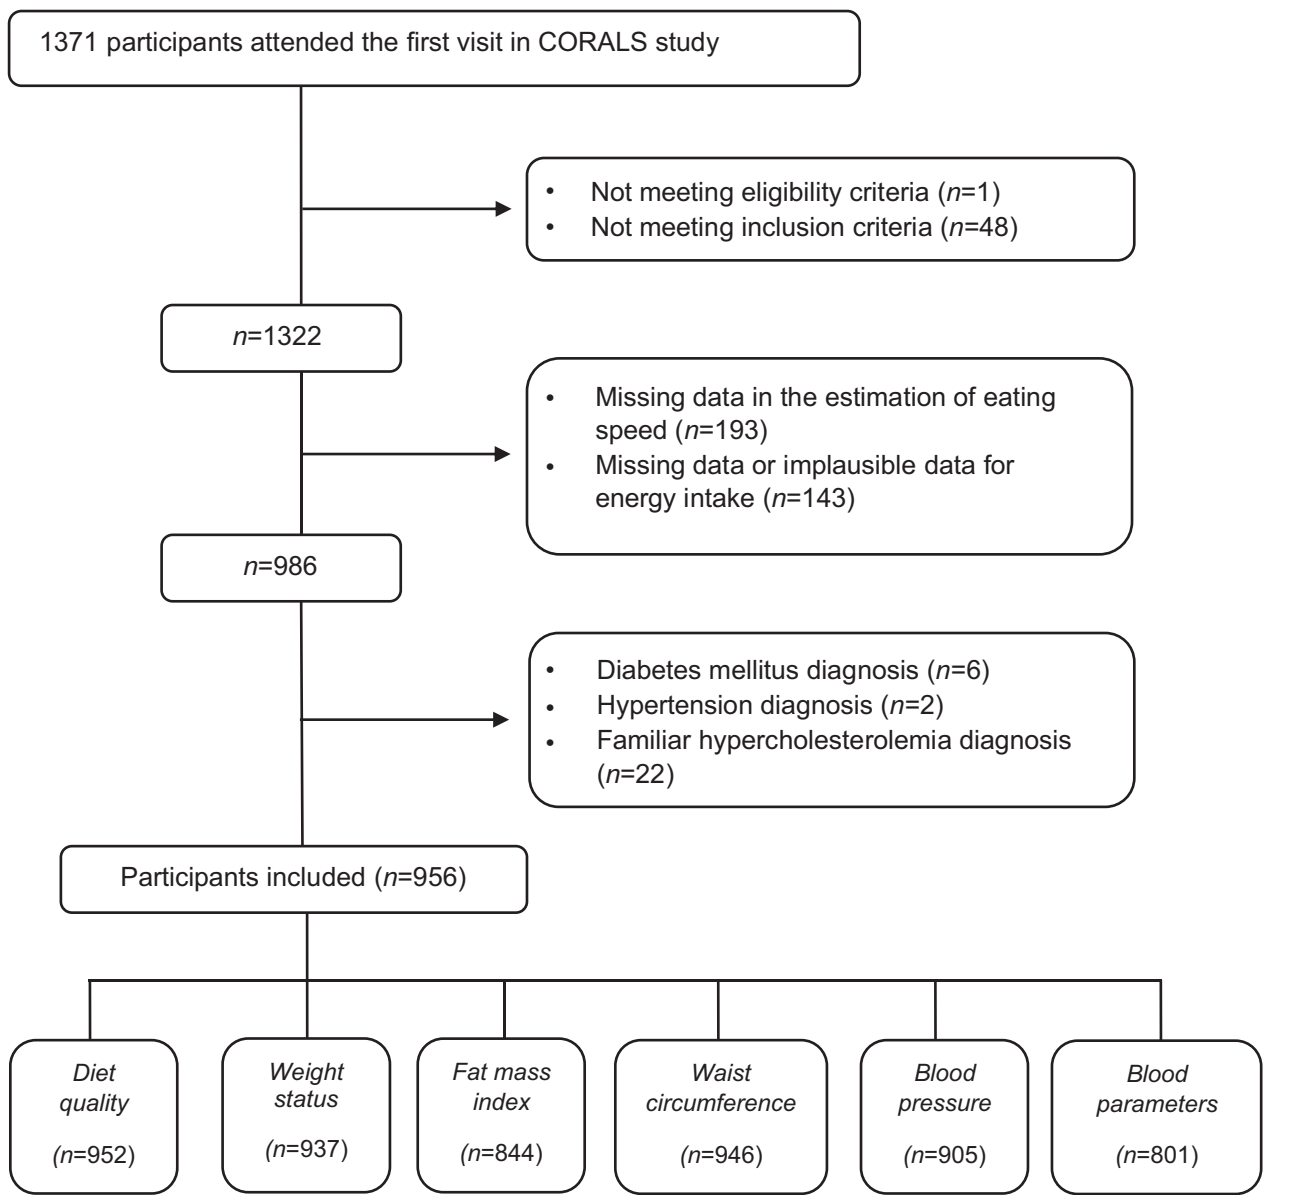 1371 participants attended the first visit in CORALS study
• Not meeting eligibility criteria (n=1)
• Not meeting inclusion criteria (n=48)
n=1322
• Missing data in the estimation of eating
speed (n=193)
• Missing data or implausible data for
energy intake (n=143)
n=986
• Diabetes mellitus diagnosis (n=6)
• Hypertension diagnosis (n=2)
• Familiar hypercholesterolemia diagnosis
(n=22)
Participants included (n=956)
Diet
quality
(n=952)
Weight
status
(n=937)
Fat mass
index
(n=844)
Waist
circumference
(n=946)
Blood
pressure
(n=905)
Blood
parameters
(n=801)